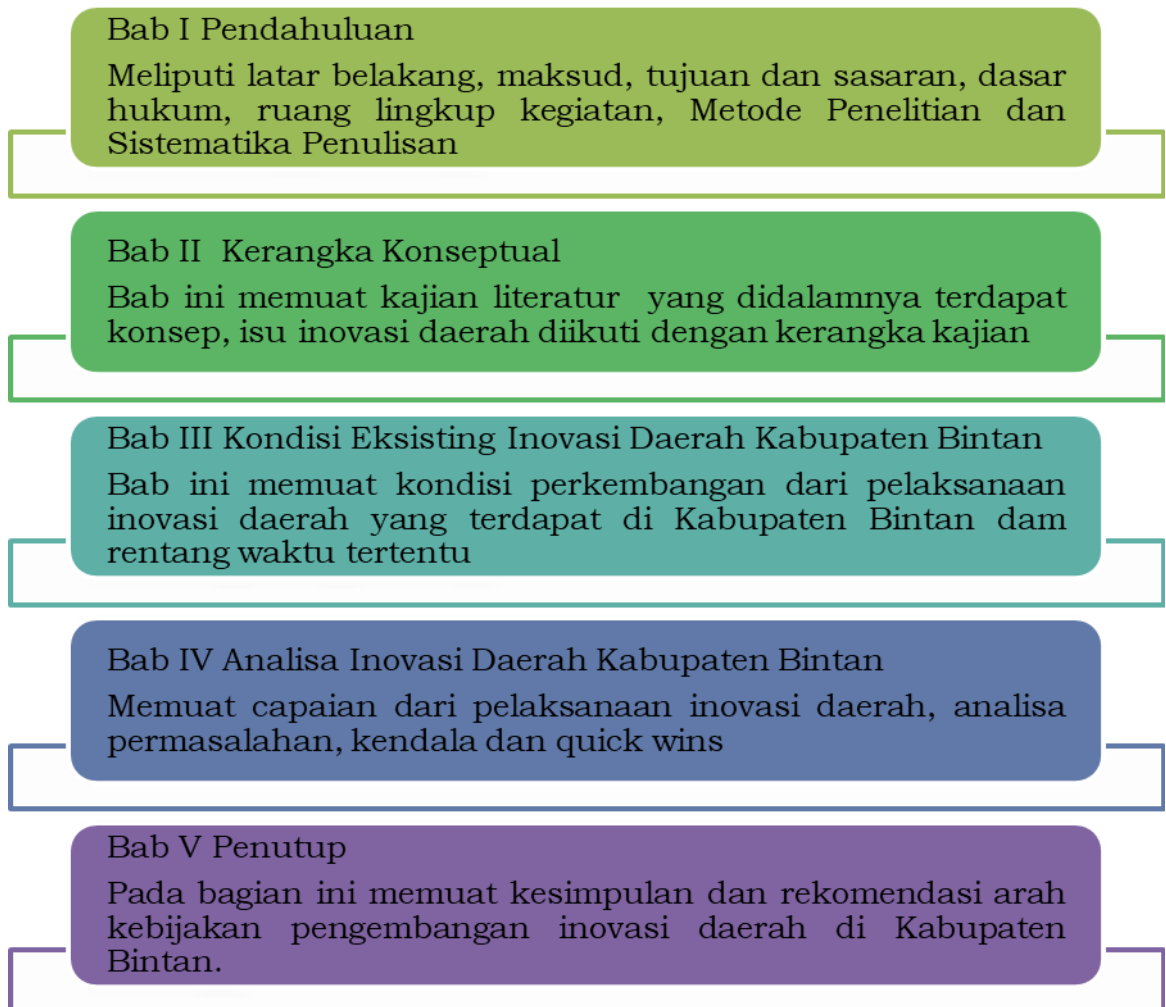 Bab I Pendahuluan
Meliputi latar belakang, maksud, tujuan dan sasaran, dasar
hukum, ruang lingkup kegiatan, Metode Penelitian dan
Sistematika Penulisan
Bab II  Kerangka Konseptual
Bab ini memuat kajian literatur  yang didalamnya terdapat
konsep, isu inovasi daerah diikuti dengan kerangka kajian
Bab III Kondisi Eksisting Inovasi Daerah Kabupaten Bintan
Bab ini memuat kondisi perkembangan dari pelaksanaan
inovasi daerah yang terdapat di Kabupaten Bintan dam
rentang waktu tertentu
Bab IV Analisa Inovasi Daerah Kabupaten Bintan
Memuat capaian dari pelaksanaan inovasi daerah, analisa
permasalahan, kendala dan quick wins
Bab V Penutup
Pada bagian ini memuat kesimpulan dan rekomendasi arah
kebijakan pengembangan inovasi daerah di Kabupaten
Bintan.